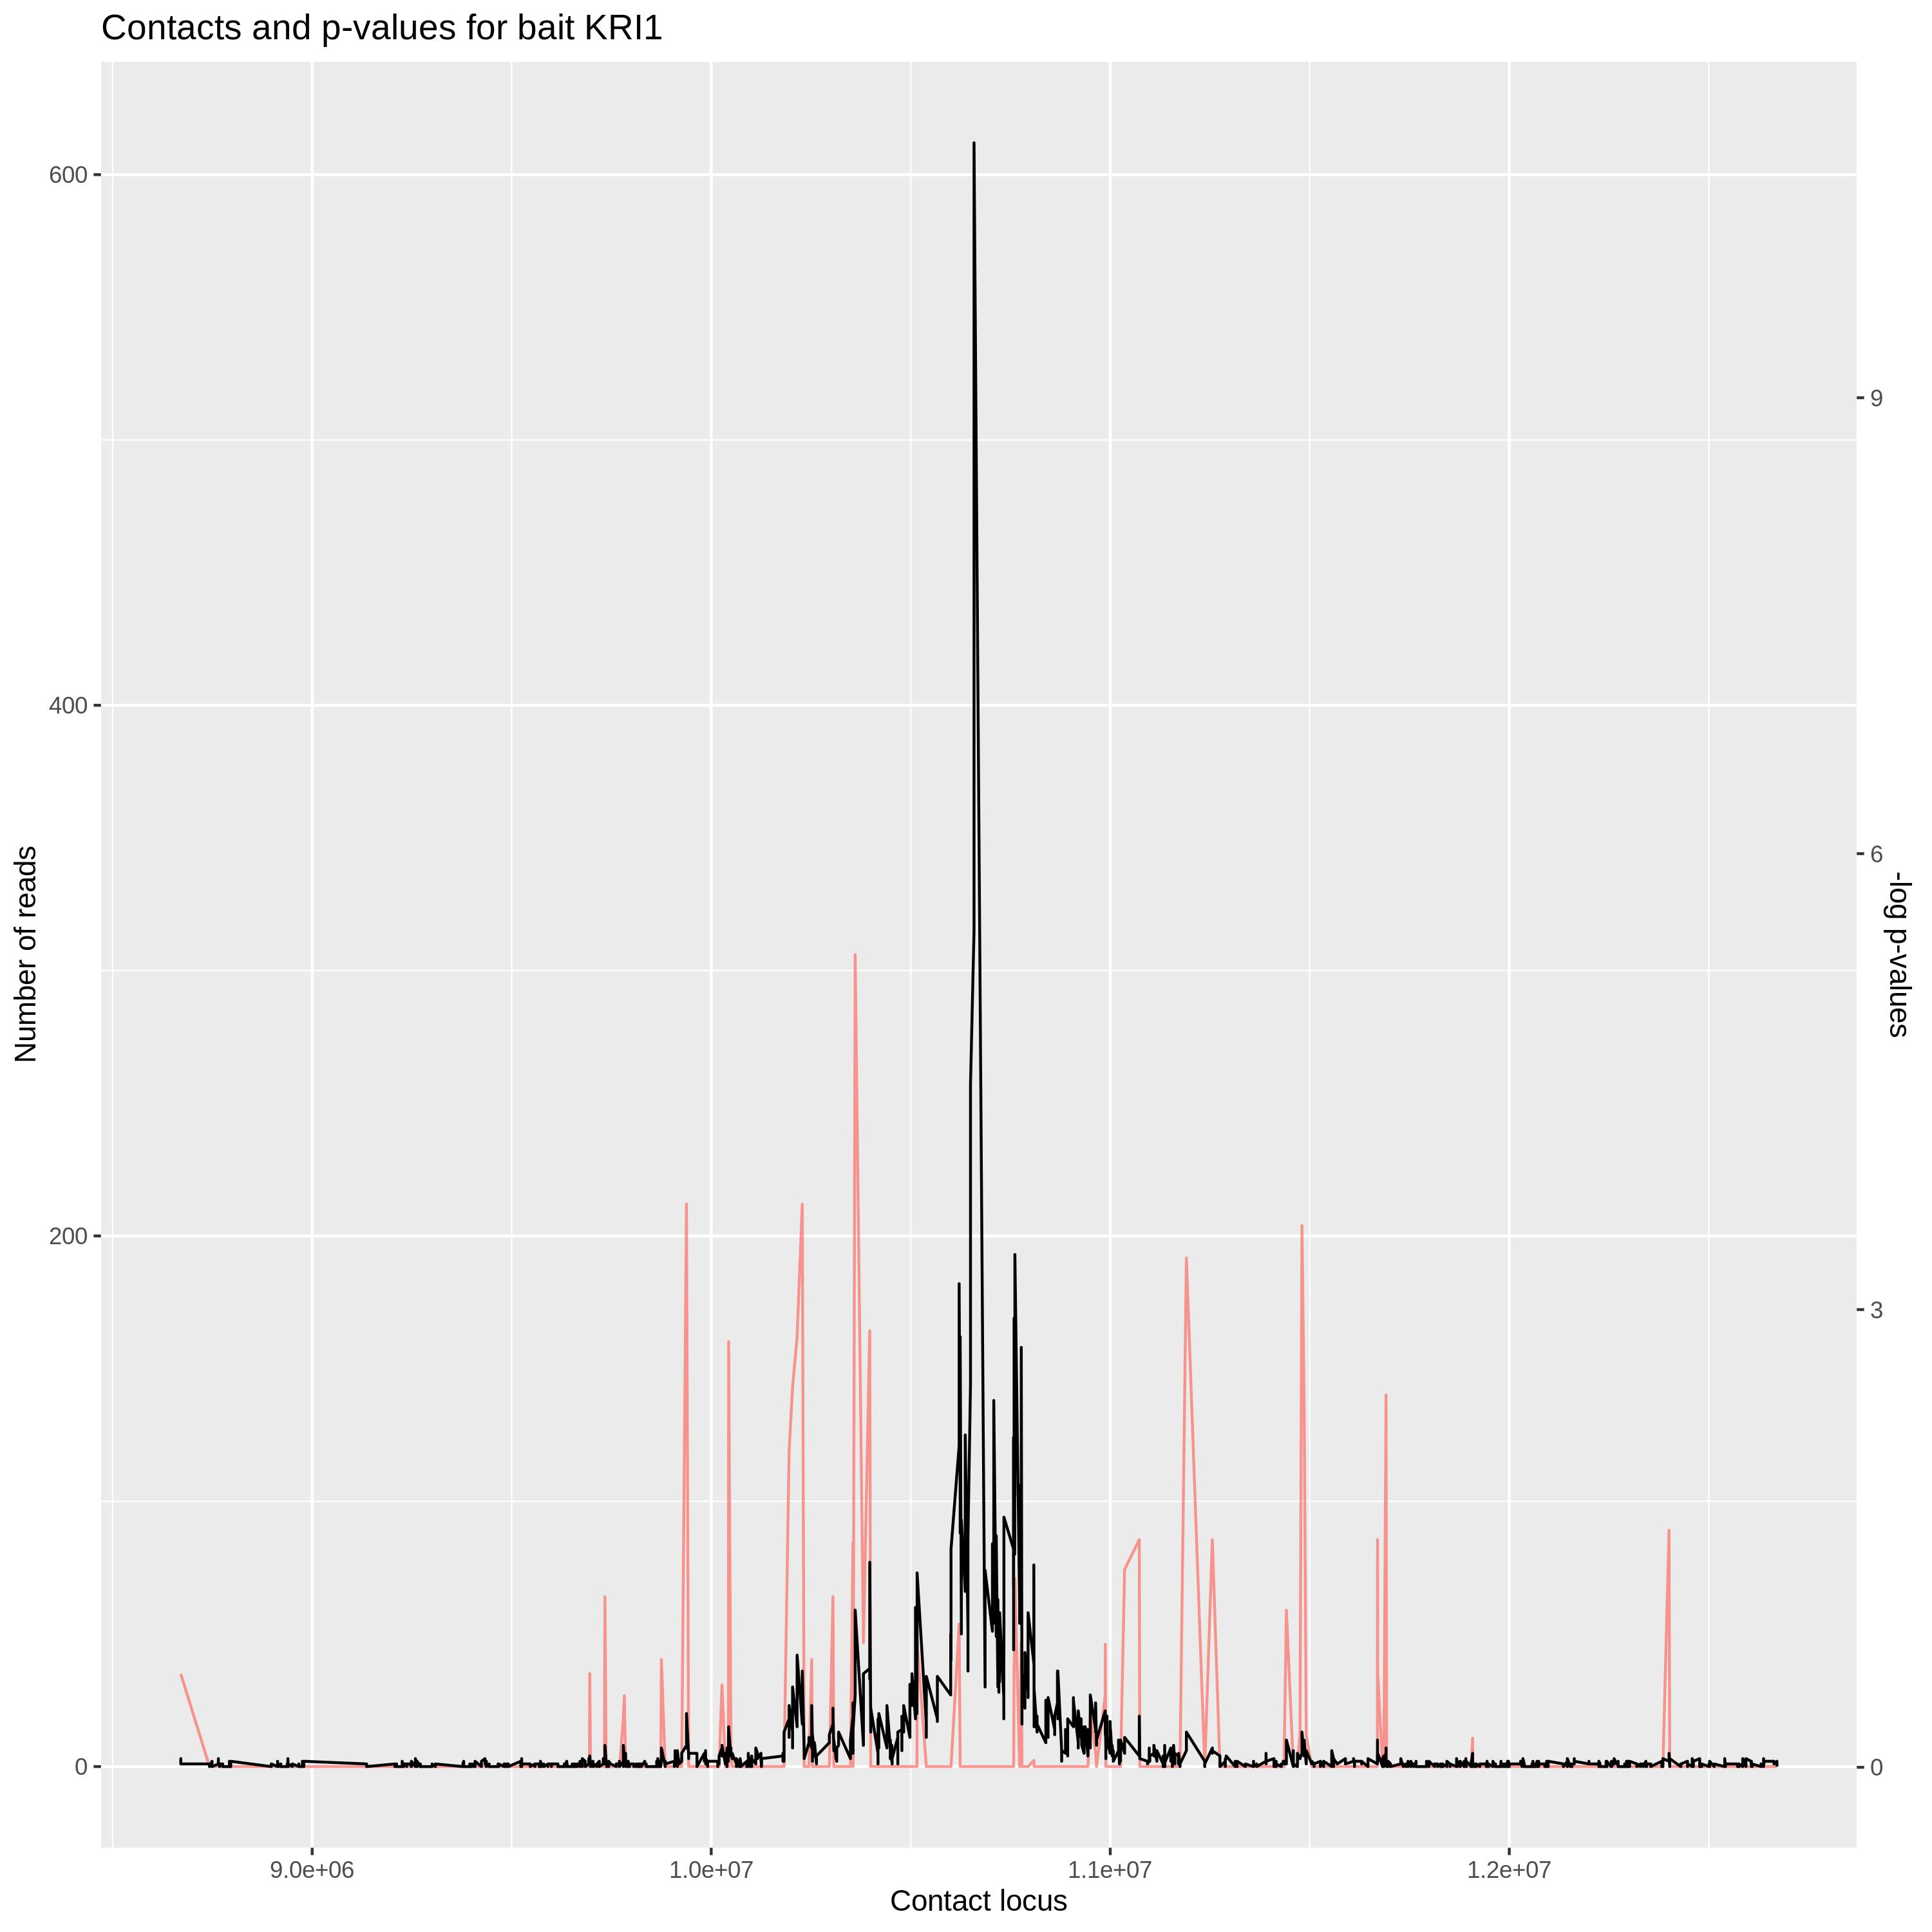 Contacts and p-values for bait KRI1
600
400
200
0
9
6
3
0
Number of reads
-log p-values
9.0e+06
1.0e+07
1.1e+07
1.2e+07
Contact locus